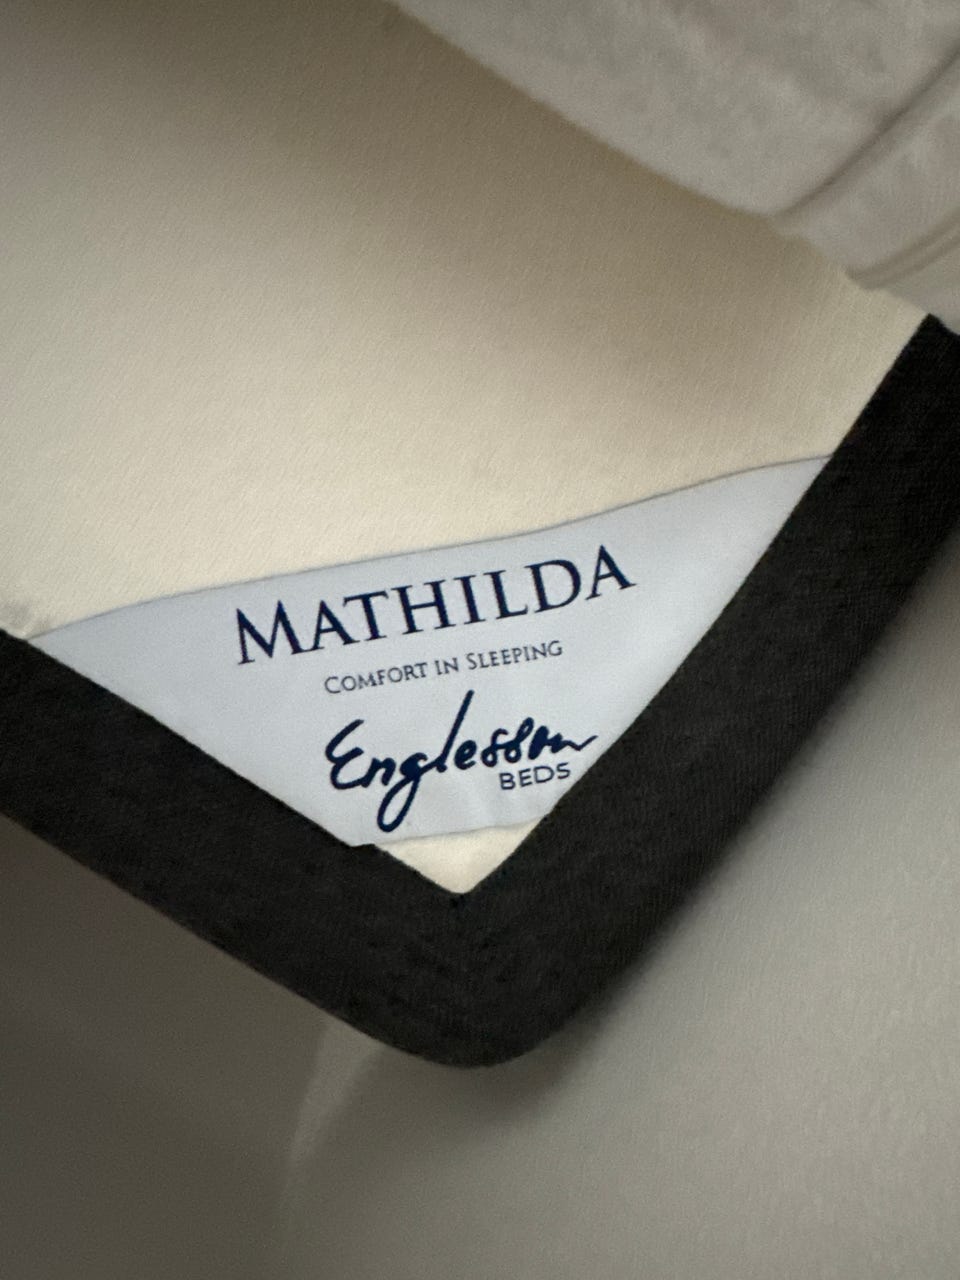 MATHILDA
COMFORT IN SLEEPING
Englesson
BEDS